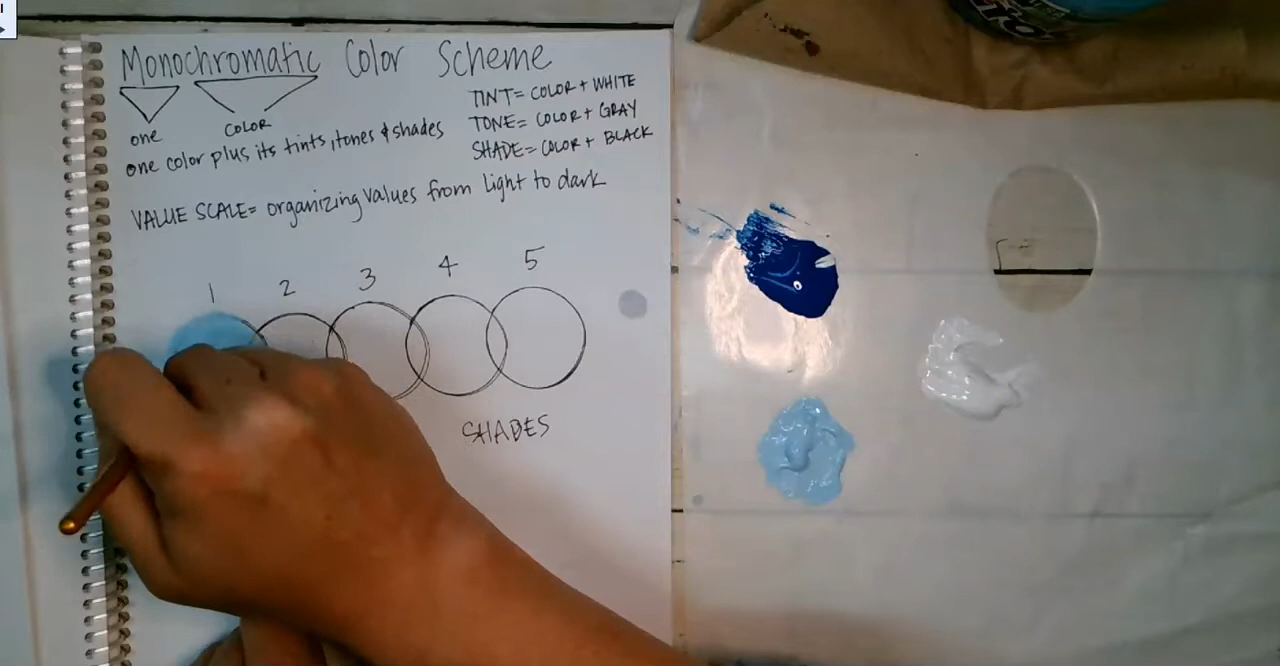 Monochromatic Color Scheme
one
COLOR
one color plus its tints, tones & shades
TINT= COLOR + WHITE
TONE= COLOR + GRAY
SHADE= COLOR + BLACK
VALUE SCALE= organizing values from light to dark
1 2 3 4 5
SHADES